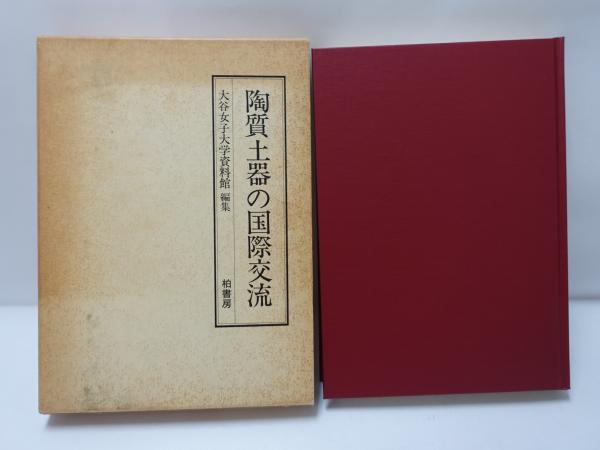 陶質土器の国際交流
大谷女子大学資料館 編集
柏書房